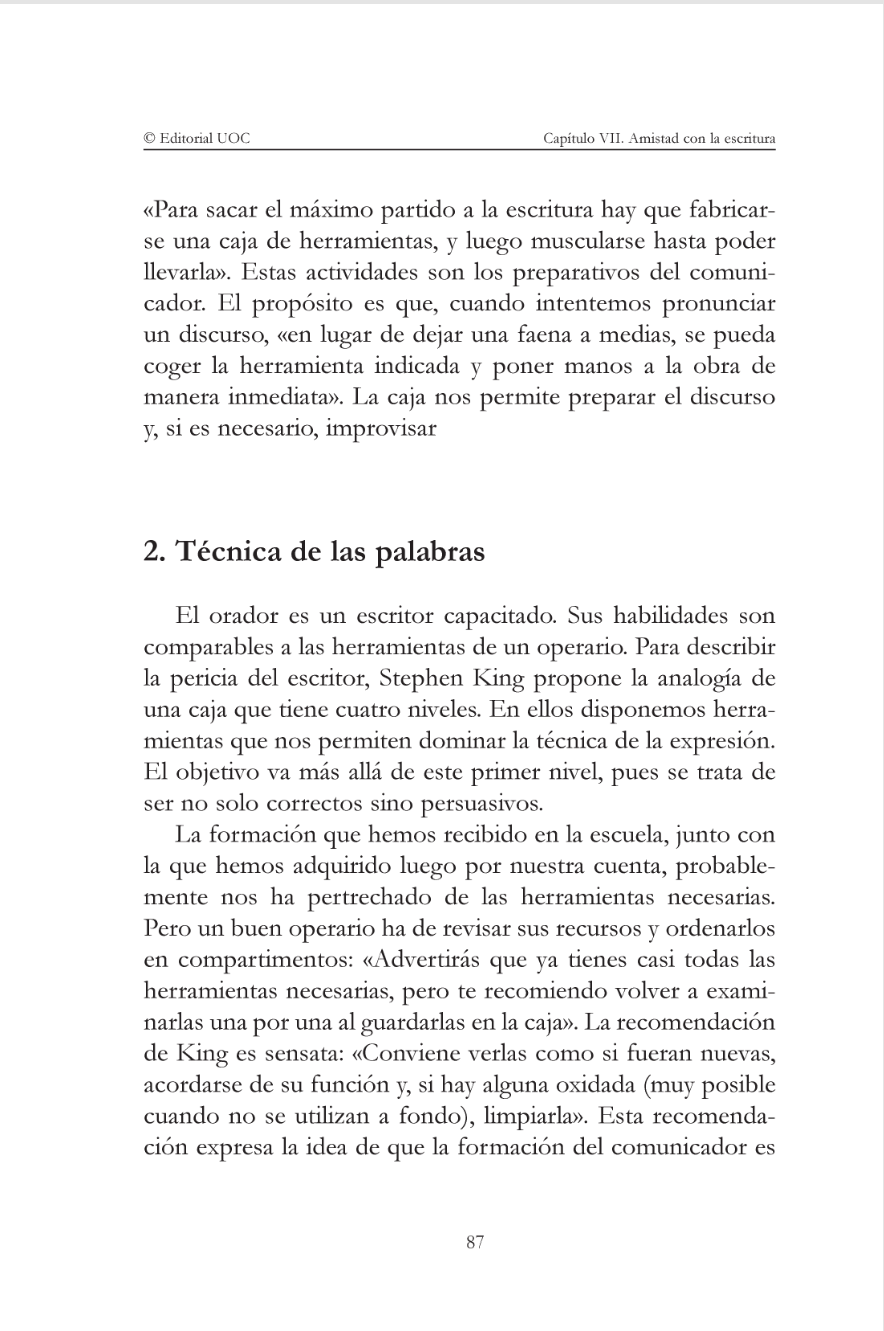 © Editorial UOC Capítulo VII. Amistad con la escritura
«Para sacar el máximo partido a la escritura hay que fabricar-
se una caja de herramientas, y luego muscularse hasta poder
llevarla». Estas actividades son los preparativos del comuni-
cador. El propósito es que, cuando intentemos pronunciar
un discurso, «en lugar de dejar una faena a medias, se pueda
coger la herramienta indicada y poner manos a la obra de
manera inmediata». La caja nos permite preparar el discurso
y, si es necesario, improvisar
2. Técnica de las palabras
El orador es un escritor capacitado. Sus habilidades son
comparables a las herramientas de un operario. Para describir
la pericia del escritor, Stephen King propone la analogía de
una caja que tiene cuatro niveles. En ellos disponemos herra-
mientas que nos permiten dominar la técnica de la expresión.
El objetivo va más allá de este primer nivel, pues se trata de
ser no solo correctos sino persuasivos.
La formación que hemos recibido en la escuela, junto con
la que hemos adquirido luego por nuestra cuenta, probable-
mente nos ha pertrechado de las herramientas necesarias.
Pero un buen operario ha de revisar sus recursos y ordenarlos
en compartimentos: «Advertirás que ya tienes casi todas las
herramientas necesarias, pero te recomiendo volver a exami-
narlas una por una al guardarlas en la caja». La recomendación
de King es sensata: «Conviene verlas como si fueran nuevas,
acordarse de su función y, si hay alguna oxidada (muy posible
cuando no se utilizan a fondo), limpiarla». Esta recomenda-
ción expresa la idea de que la formación del comunicador es
87